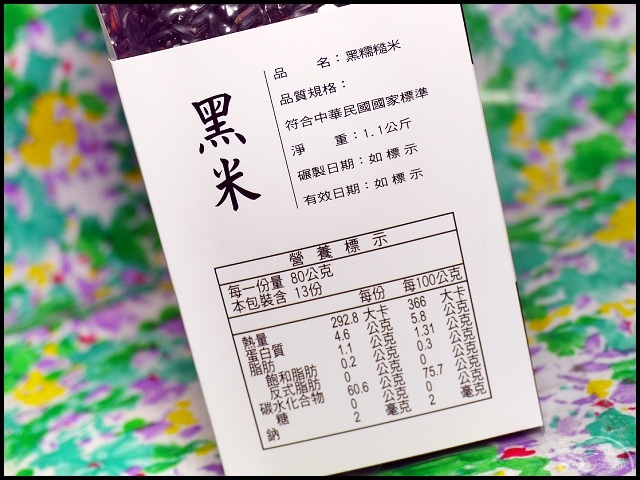 黑米
品 名：黑糯糙米
品質規格：
符合中華民國國家標準
淨 重：1.1公斤
碾製日期：如標示
有效日期：如標示
營養標示
每一份量 80公克
本包裝含 13份
每份 每100公克
熱量 292.8 大卡 366 大卡
蛋白質 4.6 公克 5.8 公克
脂肪 1.1 公克 1.31 公克
飽和脂肪 0.2 公克 0.3 公克
反式脂肪 0 公克 0 公克
碳水化合物 60.6 公克 75.7 公克
糖 0 公克 0 公克
鈉 2 毫克 2 毫克